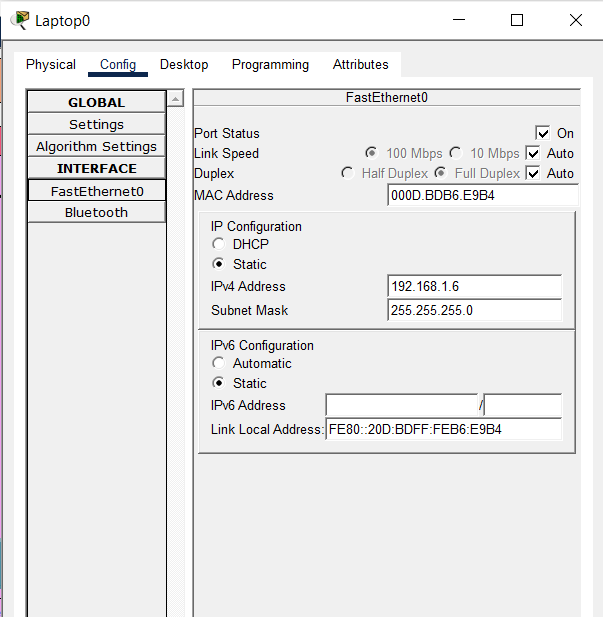 Laptop0
Physical Config Desktop Programming Attributes
GLOBAL
Settings
Algorithm Settings
INTERFACE
FastEthernet0
Bluetooth
FastEthernet0
Port Status On
Link Speed 100 Mbps 10 Mbps Auto
Duplex Half Duplex Full Duplex Auto
MAC Address 000D.BDB6.E9B4
IP Configuration
DHCP
Static
IPv4 Address 192.168.1.6
Subnet Mask 255.255.255.0
IPv6 Configuration
Automatic
Static
IPv6 Address /
Link Local Address: FE80::20D:BDFF:FEB6:E9B4